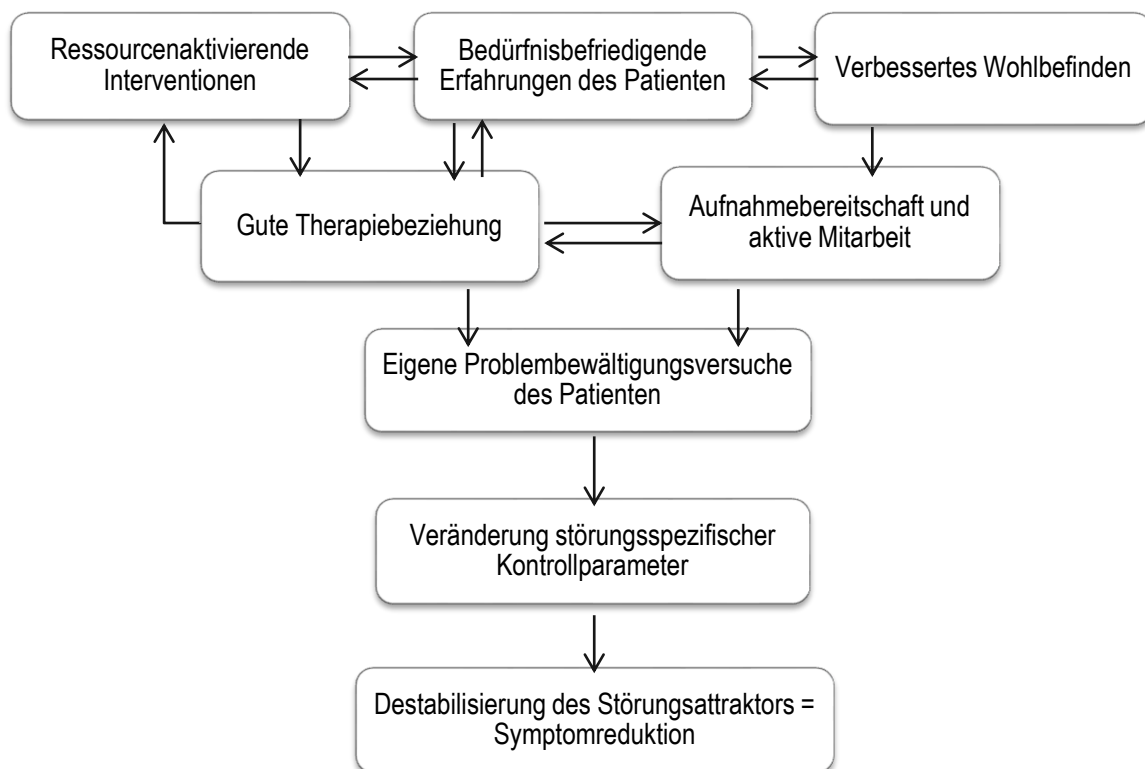 Ressourcenaktivierende
Interventionen
Bedürfnisbefriedigende
Erfahrungen des Patienten
Verbessertes Wohlbefinden
Gute Therapiebeziehung
Aufnahmebereitschaft und
aktive Mitarbeit
Eigene Problembewältigungsversuche
des Patienten
Veränderung störungsspezifischer
Kontrollparameter
Destabilisierung des Störungsattraktors =
Symptomreduktion